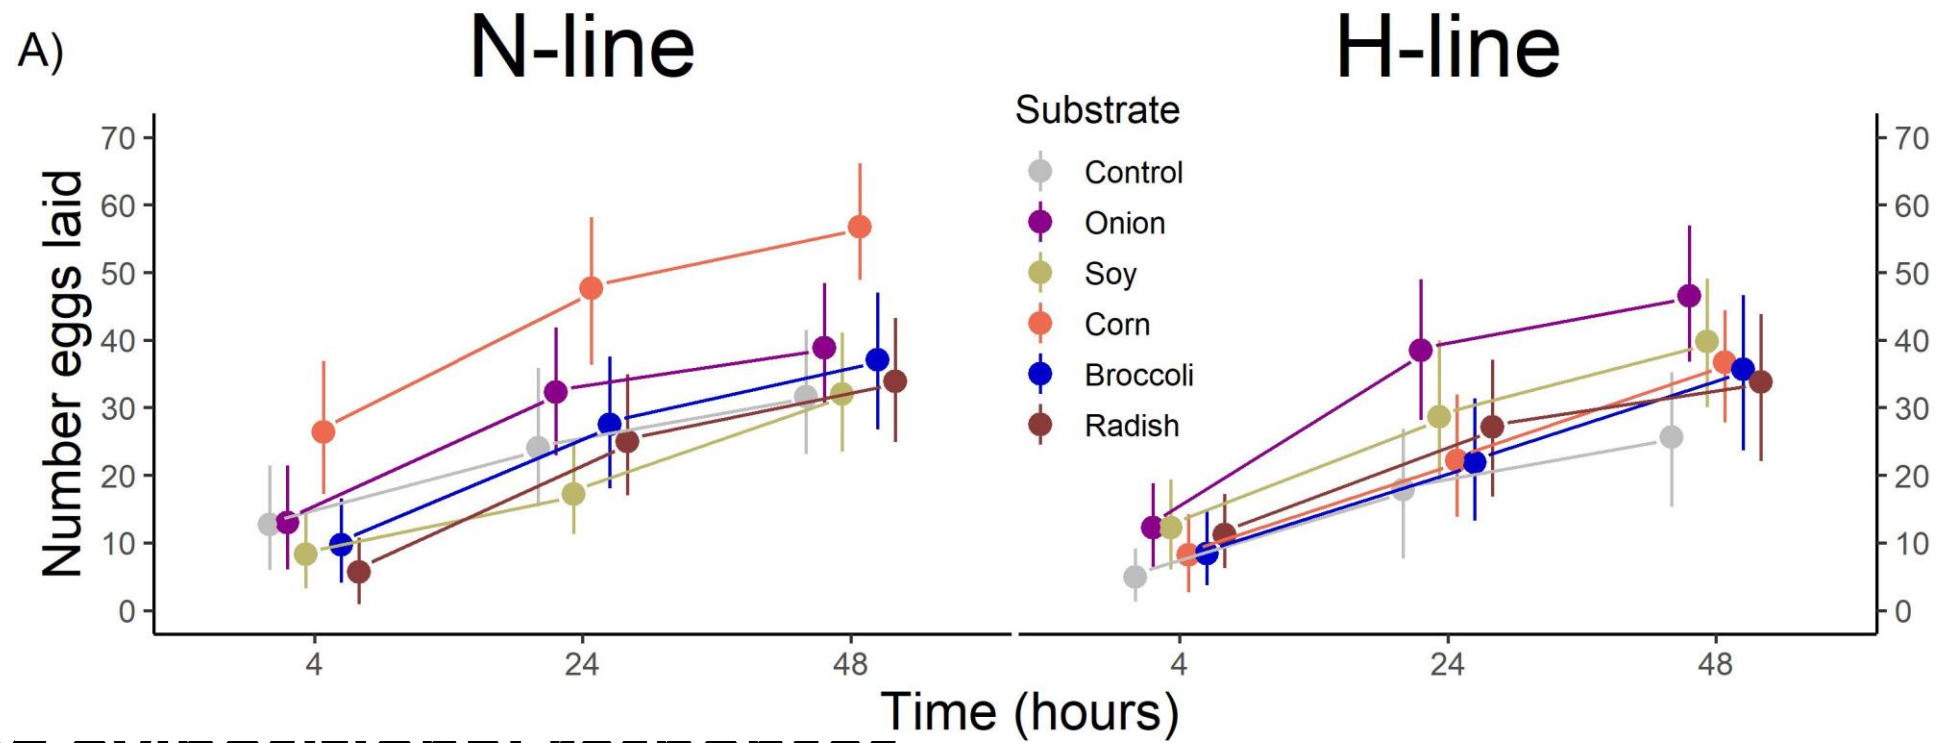 A)
N-line
H-line
Number eggs laid
70
60
50
40
30
20
10
0
4
24
48
Substrate
Control
Onion
Soy
Corn
Broccoli
Radish
70
60
50
40
30
20
10
0
4
24
48
Time (hours)